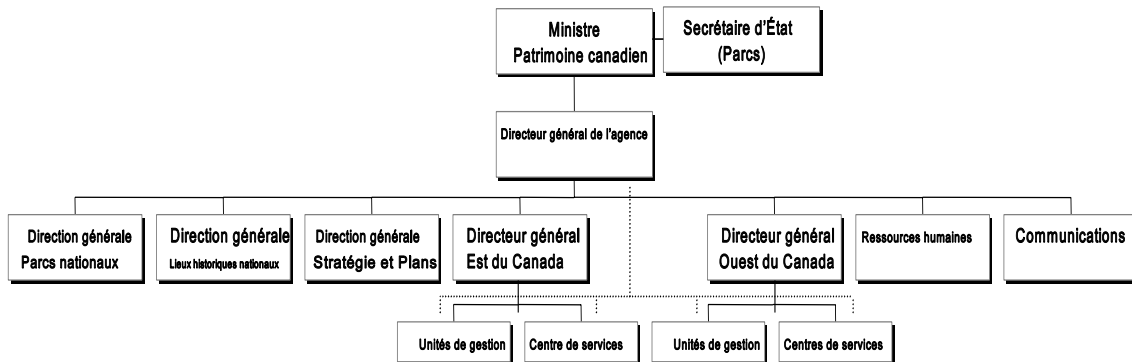 Ministre
Patrimoine canadien
Secrétaire d'État
(Parcs)
Directeur général de l'agence
Direction générale
Parcs nationaux
Direction générale
Lieux historiques nationaux
Direction générale
Stratégie et Plans
Directeur général
Est du Canada
Directeur général
Ouest du Canada
Ressources humaines
Communications
Unités de gestion
Centre de services
Unités de gestion
Centres de services